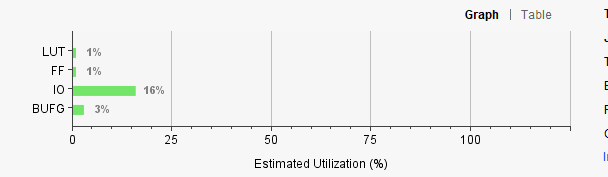 Graph | Table
LUT 1%
FF 1%
IO 16%
BUFG 3%
0 25 50 75 100
Estimated Utilization (%)